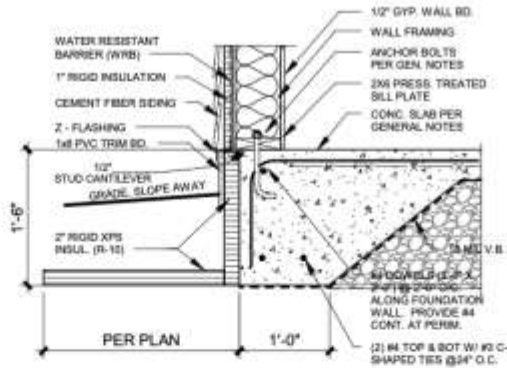 WATER RESISTANT
BARRIER (WRB)
1" RIGID INSULATION
CEMENT FIBER SIDING
Z - FLASHING
1x8 PVC TRIM BD.
1/2"
STUD CANTILEVER
GRADE, SLOPE AWAY
1'-6"
2" RIGID XPS
INSUL. (R-10)
PER PLAN
1'-0"
1/2" GYP. WALL BD.
WALL FRAMING
ANCHOR BOLTS
PER GEN. NOTES
2X6 PRESS. TREATED
SILL PLATE
CONC. SLAB PER
GENERAL NOTES
MIL V.B.
#4 DOWELS
O.C.
ALONG FOUNDATION
WALL. PROVIDE #4
CONT. AT PERIM.
(2) #4 TOP & BOT W/ #3 C-
SHAPED TIES @24" O.C.